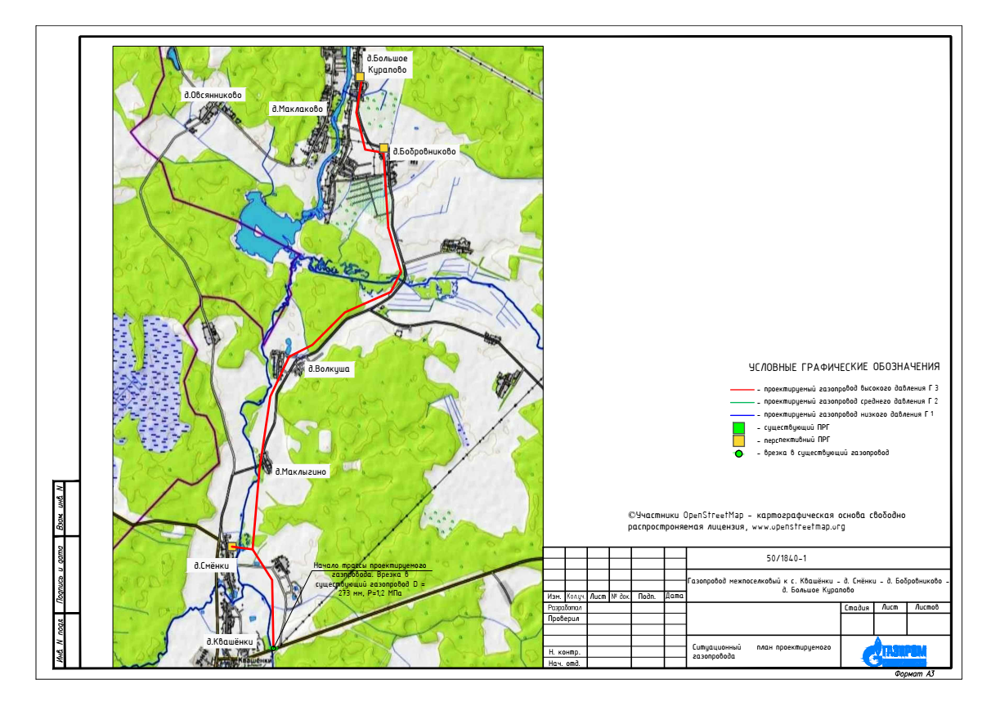 д.Большое
Курапово
д.Овсянниково
д.Маклаково
д.Бобровниково
д.Волкуша
д.Маклыгино
д.Смёнки
Начало трассы проектируемого
газпровода. Врезка в
существующий газопровод D =
273 мм, Р=1,2 МПа
д.Квашёнки
Квашёнки
УСЛОВНЫЕ ГРАФИЧЕСКИЕ ОБОЗНАЧЕНИЯ
- проектируемый газопровод высокого давления Г 3
- проектируемый газопровод среднего давления Г 2
- проектируемый газопровод низкого давления Г 1
- существующий ПРГ
- перспективный ПРГ
- врезка в существующий газопровод
©Участники OpenStreetMap - картографическая основа свободно
распростроняемая лицензия, www.openstreetmap.org
Взам. инв. N
Подпись и дата
Инв. N подл.
50/1840-1
Газопровод межпоселковый к с. Квашёнки - д. Смёнки - д. Бобровниково -
д. Большое Курапово
Изм. Кол.уч. Лист № док. Подп. Дата
Разработал
Проверил
Н. контр.
Нач. отд.
Стадия Лист Листов
Ситуационный план проектируемого
газопровода
ГАЗПРОМ
Формат А3